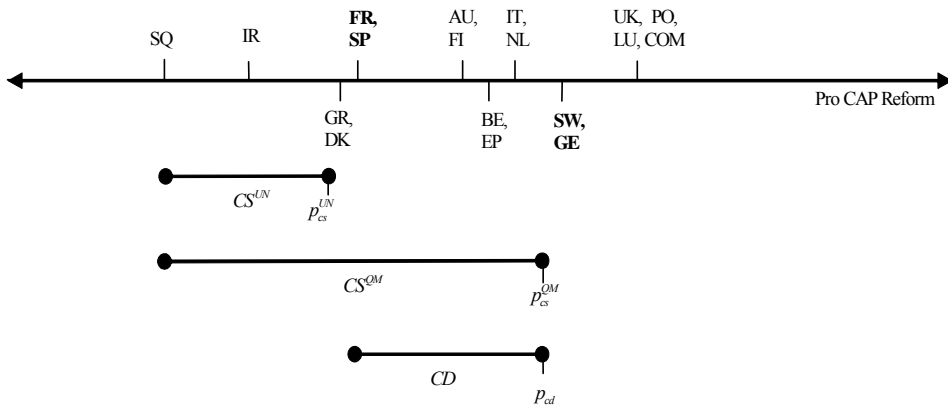 SQ
IR
FR,
SP
AU,
FI
IT,
NL
UK, PO,
LU, COM
Pro CAP Reform
GR,
DK
BE,
EP
SW,
GE
CS^UN
p_cs^UN
CS^QM
p_cs^QM
CD
p_cd